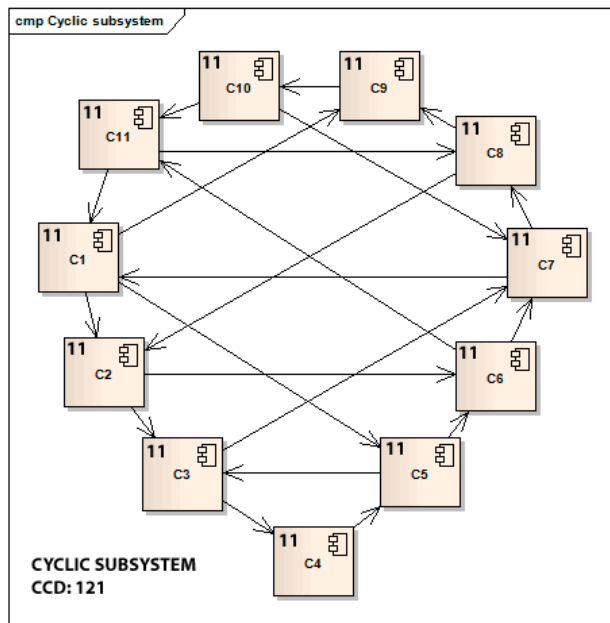 cmp Cyclic subsystem
11
C10
11
C9
11
C11
11
C8
11
C1
11
C7
11
C2
11
C6
11
C3
11
C5
11
C4
CYCLIC SUBSYSTEM
CCD: 121